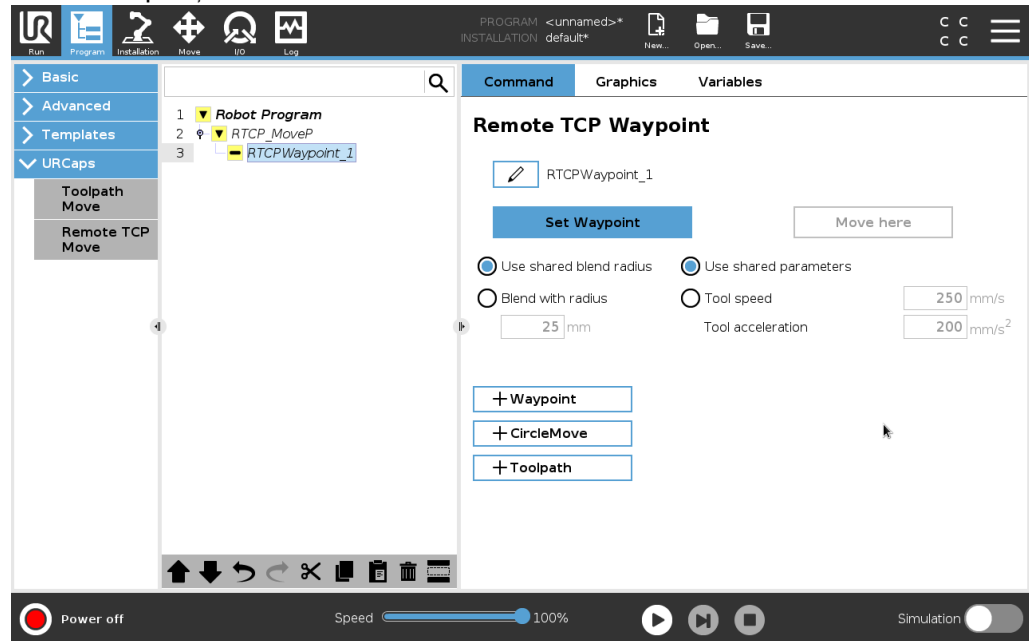 PROGRAM <unnamed>*
INSTALLATION default*
C C
C C
Run Program Installation Move I/O Log New... Open... Save...
Basic
Advanced
Templates
URCaps
Toolpath
Move
Remote TCP
Move
1 Robot Program
2 RTCP_MoveP
3 RTCPWaypoint_1
Command Graphics Variables
Remote TCP Waypoint
RTCPWaypoint_1
Set Waypoint Move here
Use shared blend radius Use shared parameters
Blend with radius Tool speed 250 mm/s
25 mm Tool acceleration 200 mm/s²
+Waypoint
+CircleMove
+Toolpath
Power off Speed 100% Simulation